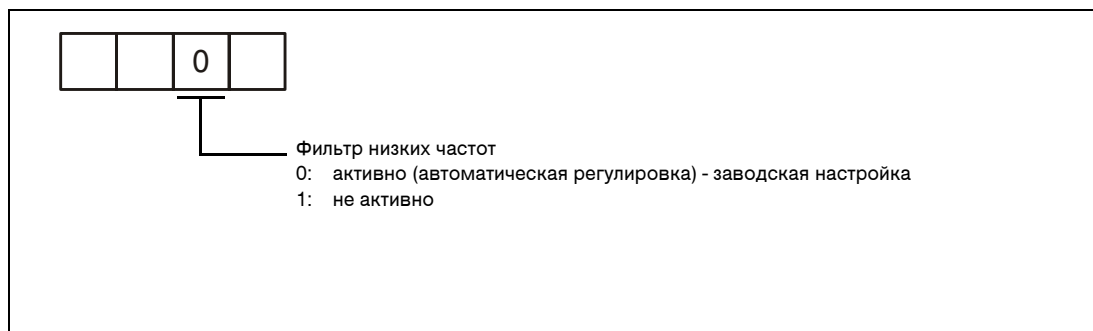 0
Фильтр низких частот
0: активно (автоматическая регулировка) - заводская настройка
1: не активно